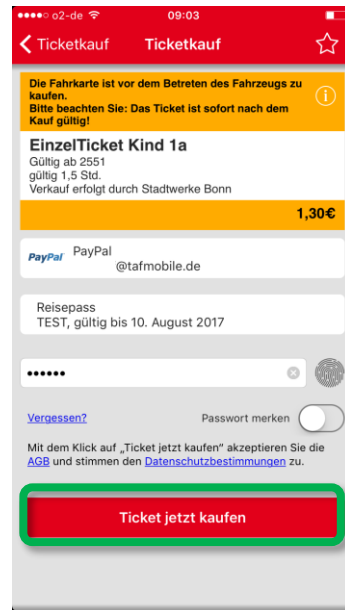 o2-de 09:03
Ticketkauf Ticketkauf
Die Fahrkarte ist vor dem Betreten des Fahrzeugs zu
kaufen.
Bitte beachten Sie: Das Ticket ist sofort nach dem
Kauf gültig!
EinzelTicket Kind 1a
Gültig ab 2551
gültig 1,5 Std.
Verkauf erfolgt durch Stadtwerke Bonn
1,30€
PayPal PayPal
@tafmobile.de
Reisepass
TEST, gültig bis 10. August 2017
••••••
Vergessen? Passwort merken
Mit dem Klick auf „Ticket jetzt kaufen" akzeptieren Sie die
AGB und stimmen den Datenschutzbestimmungen zu.
Ticket jetzt kaufen